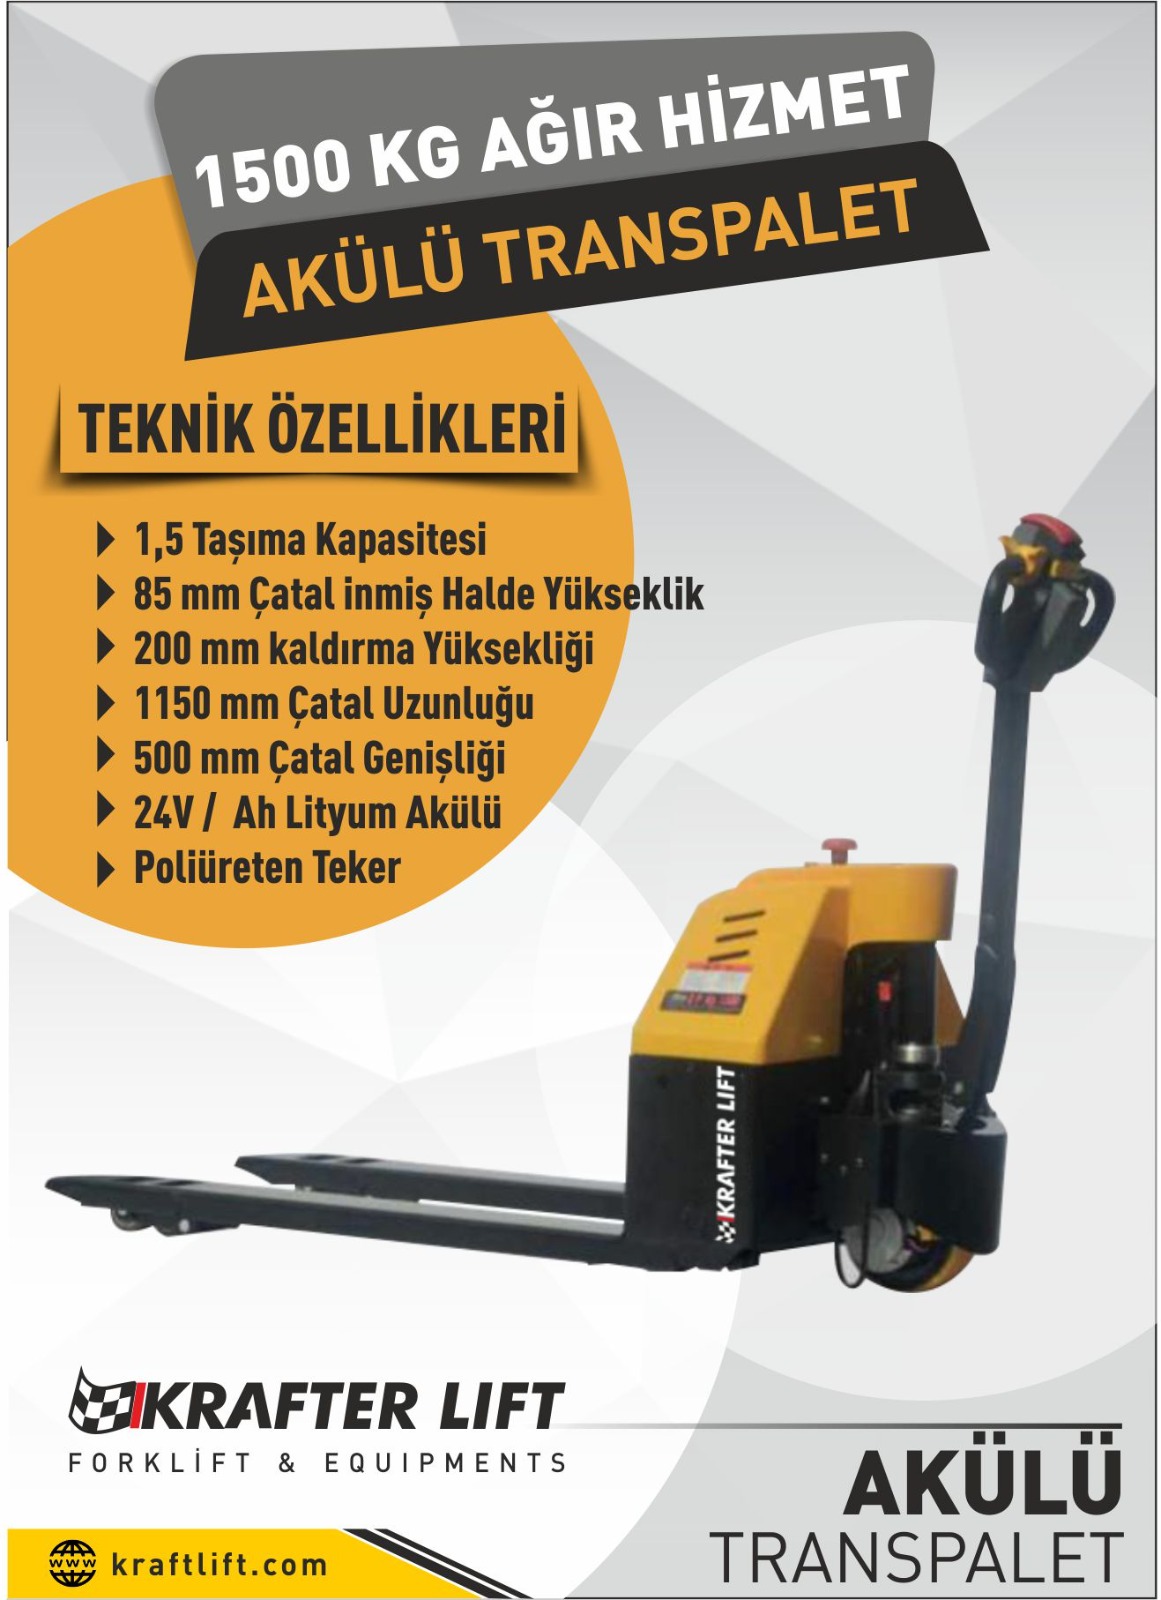 1500 KG AĞIR HİZMET
AKÜLÜ TRANSPALET
TEKNİK ÖZELLİKLERİ
1,5 Taşıma Kapasitesi
85 mm Çatal inmiş Halde Yükseklik
200 mm kaldırma Yüksekliği
1150 mm Çatal Uzunluğu
500 mm Çatal Genişliği
24V / Ah Lityum Akülü
Poliüreten Teker
KRAFTER LIFT
KRAFTER LIFT
FORKLİFT & EQUIPMENTS
AKÜLÜ
TRANSPALET
www kraftlift.com